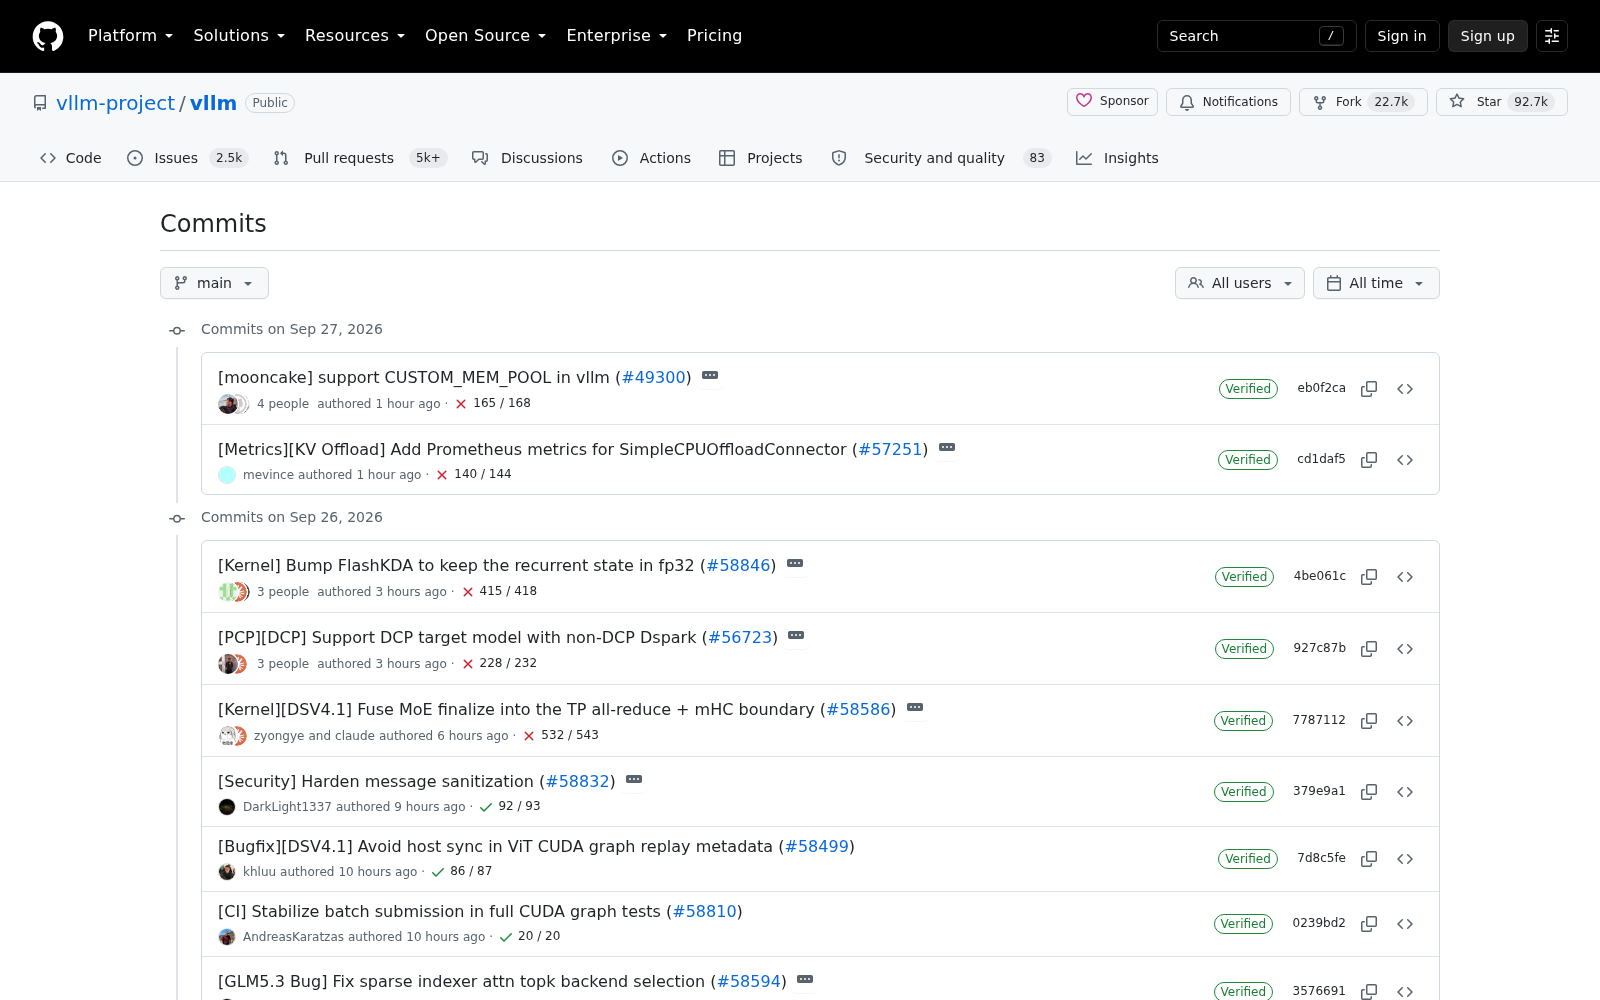 Platform Solutions Resources Open Source Enterprise Pricing Search / Sign in Sign up
vllm-project / vllm Public Sponsor Notifications Fork 22.7k Star 92.7k
Code Issues 2.5k Pull requests 5k+ Discussions Actions Projects Security and quality 83 Insights
Commits
main All users All time
Commits on Sep 27, 2026
[mooncake] support CUSTOM_MEM_POOL in vllm (#49300)
4 people authored 1 hour ago · 165 / 168
Verified eb0f2ca
[Metrics][KV Offload] Add Prometheus metrics for SimpleCPUOffloadConnector (#57251)
mevince authored 1 hour ago · 140 / 144
Verified cd1daf5
Commits on Sep 26, 2026
[Kernel] Bump FlashKDA to keep the recurrent state in fp32 (#58846)
3 people authored 3 hours ago · 415 / 418
Verified 4be061c
[PCP][DCP] Support DCP target model with non-DCP Dspark (#56723)
3 people authored 3 hours ago · 228 / 232
Verified 927c87b
[Kernel][DSV4.1] Fuse MoE finalize into the TP all-reduce + mHC boundary (#58586)
zyongye and claude authored 6 hours ago · 532 / 543
Verified 7787112
[Security] Harden message sanitization (#58832)
DarkLight1337 authored 9 hours ago · 92 / 93
Verified 379e9a1
[Bugfix][DSV4.1] Avoid host sync in ViT CUDA graph replay metadata (#58499)
khluu authored 10 hours ago · 86 / 87
Verified 7d8c5fe
[CI] Stabilize batch submission in full CUDA graph tests (#58810)
AndreasKaratzas authored 10 hours ago · 20 / 20
Verified 0239bd2
[GLM5.3 Bug] Fix sparse indexer attn topk backend selection (#58594)
Verified 3576691